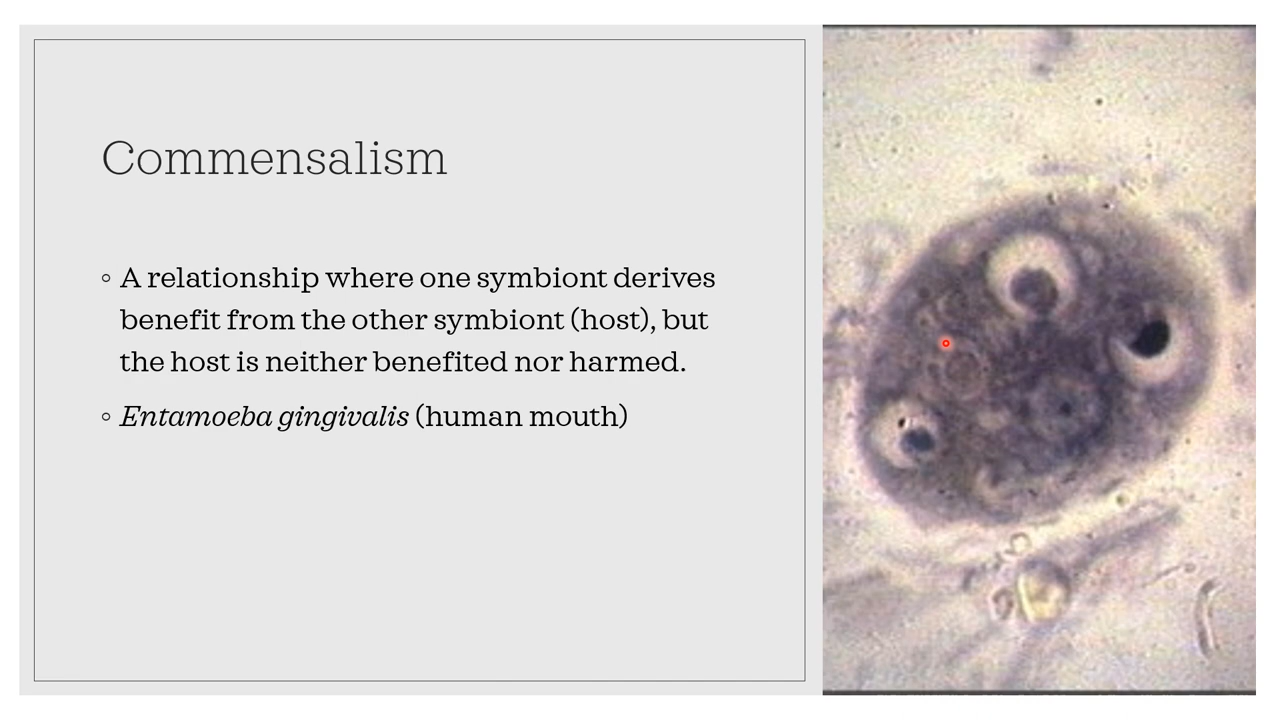 Commensalism
◦ A relationship where one symbiont derives
benefit from the other symbiont (host), but
the host is neither benefited nor harmed.
◦ Entamoeba gingivalis (human mouth)